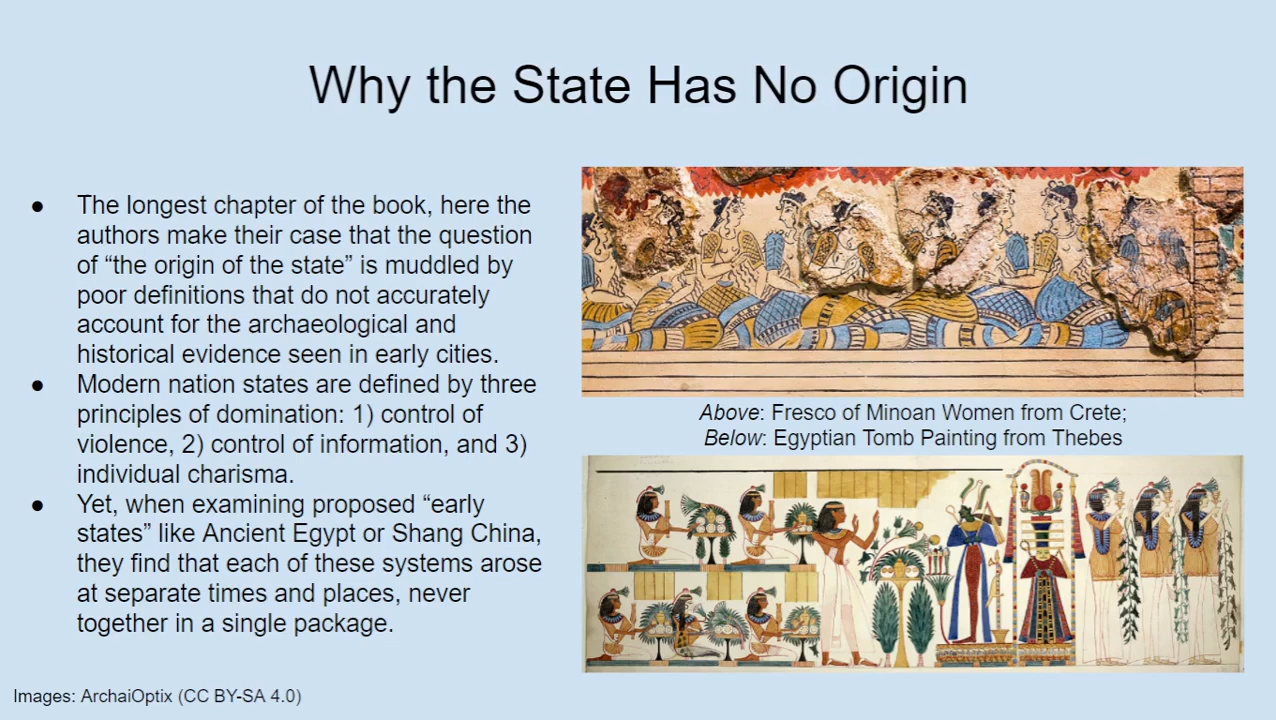 Why the State Has No Origin
● The longest chapter of the book, here the
authors make their case that the question
of “the origin of the state” is muddled by
poor definitions that do not accurately
account for the archaeological and
historical evidence seen in early cities.
● Modern nation states are defined by three
principles of domination: 1) control of
violence, 2) control of information, and 3)
individual charisma.
● Yet, when examining proposed “early
states” like Ancient Egypt or Shang China,
they find that each of these systems arose
at separate times and places, never
together in a single package.
Above: Fresco of Minoan Women from Crete;
Below: Egyptian Tomb Painting from Thebes
Images: ArchaiOptix (CC BY-SA 4.0)